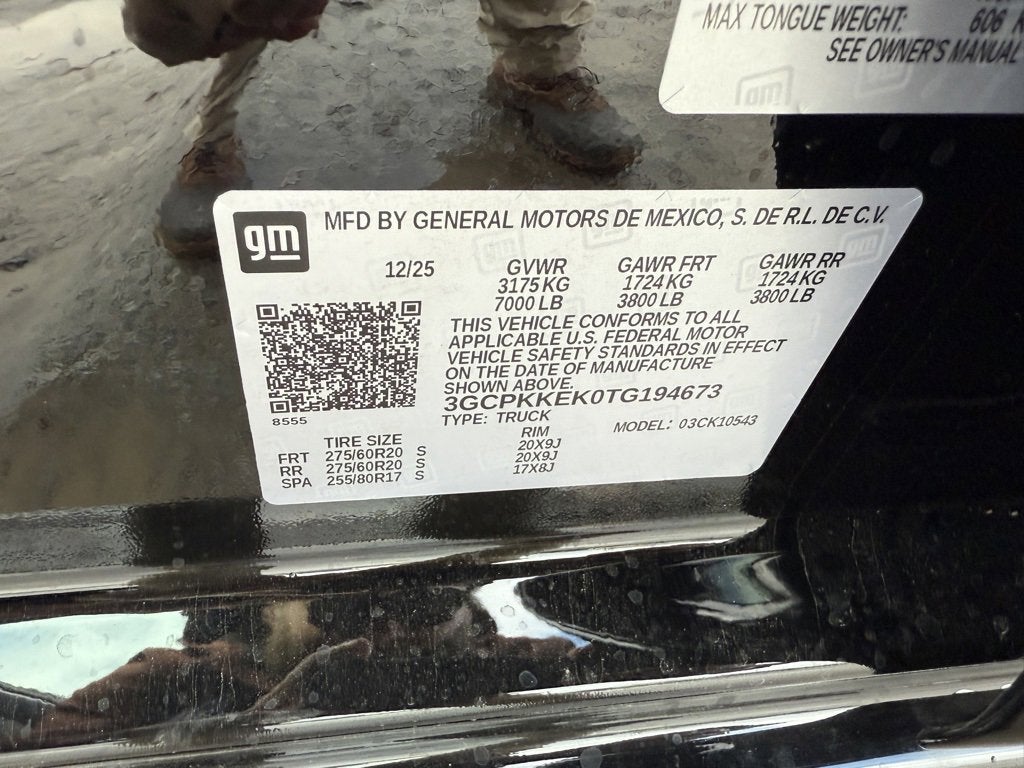 MAX TONGUE WEIGHT: 606 K
SEE OWNER'S MANUAL
gm
gm MFD BY GENERAL MOTORS DE MEXICO, S. DE R.L. DE C.V.
12/25 GVWR GAWR FRT GAWR RR
3175 KG 1724 KG 1724 KG
7000 LB 3800 LB 3800 LB
THIS VEHICLE CONFORMS TO ALL
APPLICABLE U.S. FEDERAL MOTOR
VEHICLE SAFETY STANDARDS IN EFFECT
ON THE DATE OF MANUFACTURE
SHOWN ABOVE.
3GCPKKEK0TG194673
8555
TYPE: TRUCK MODEL: 03CK10543
TIRE SIZE RIM
FRT 275/60R20 S 20X9J
RR 275/60R20 S 20X9J
SPA 255/80R17 S 17X8J